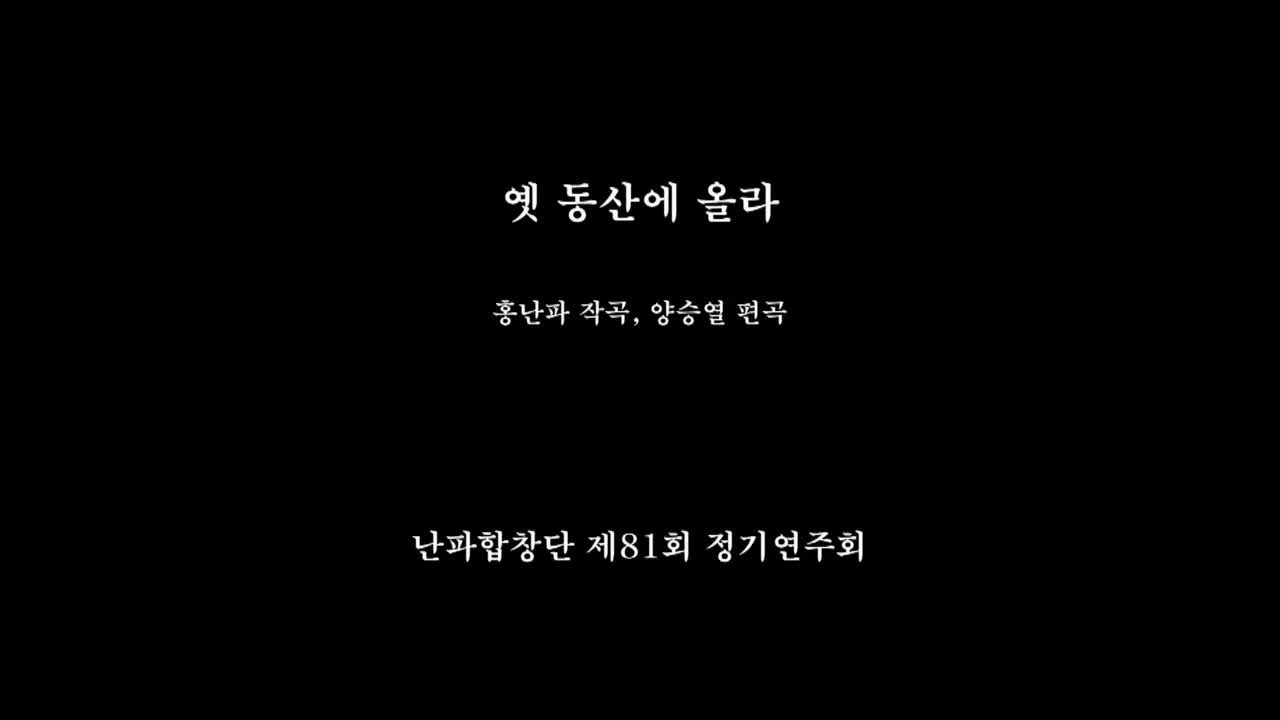 옛 동산에 올라
홍난파 작곡, 양승열 편곡
난파합창단 제81회 정기연주회